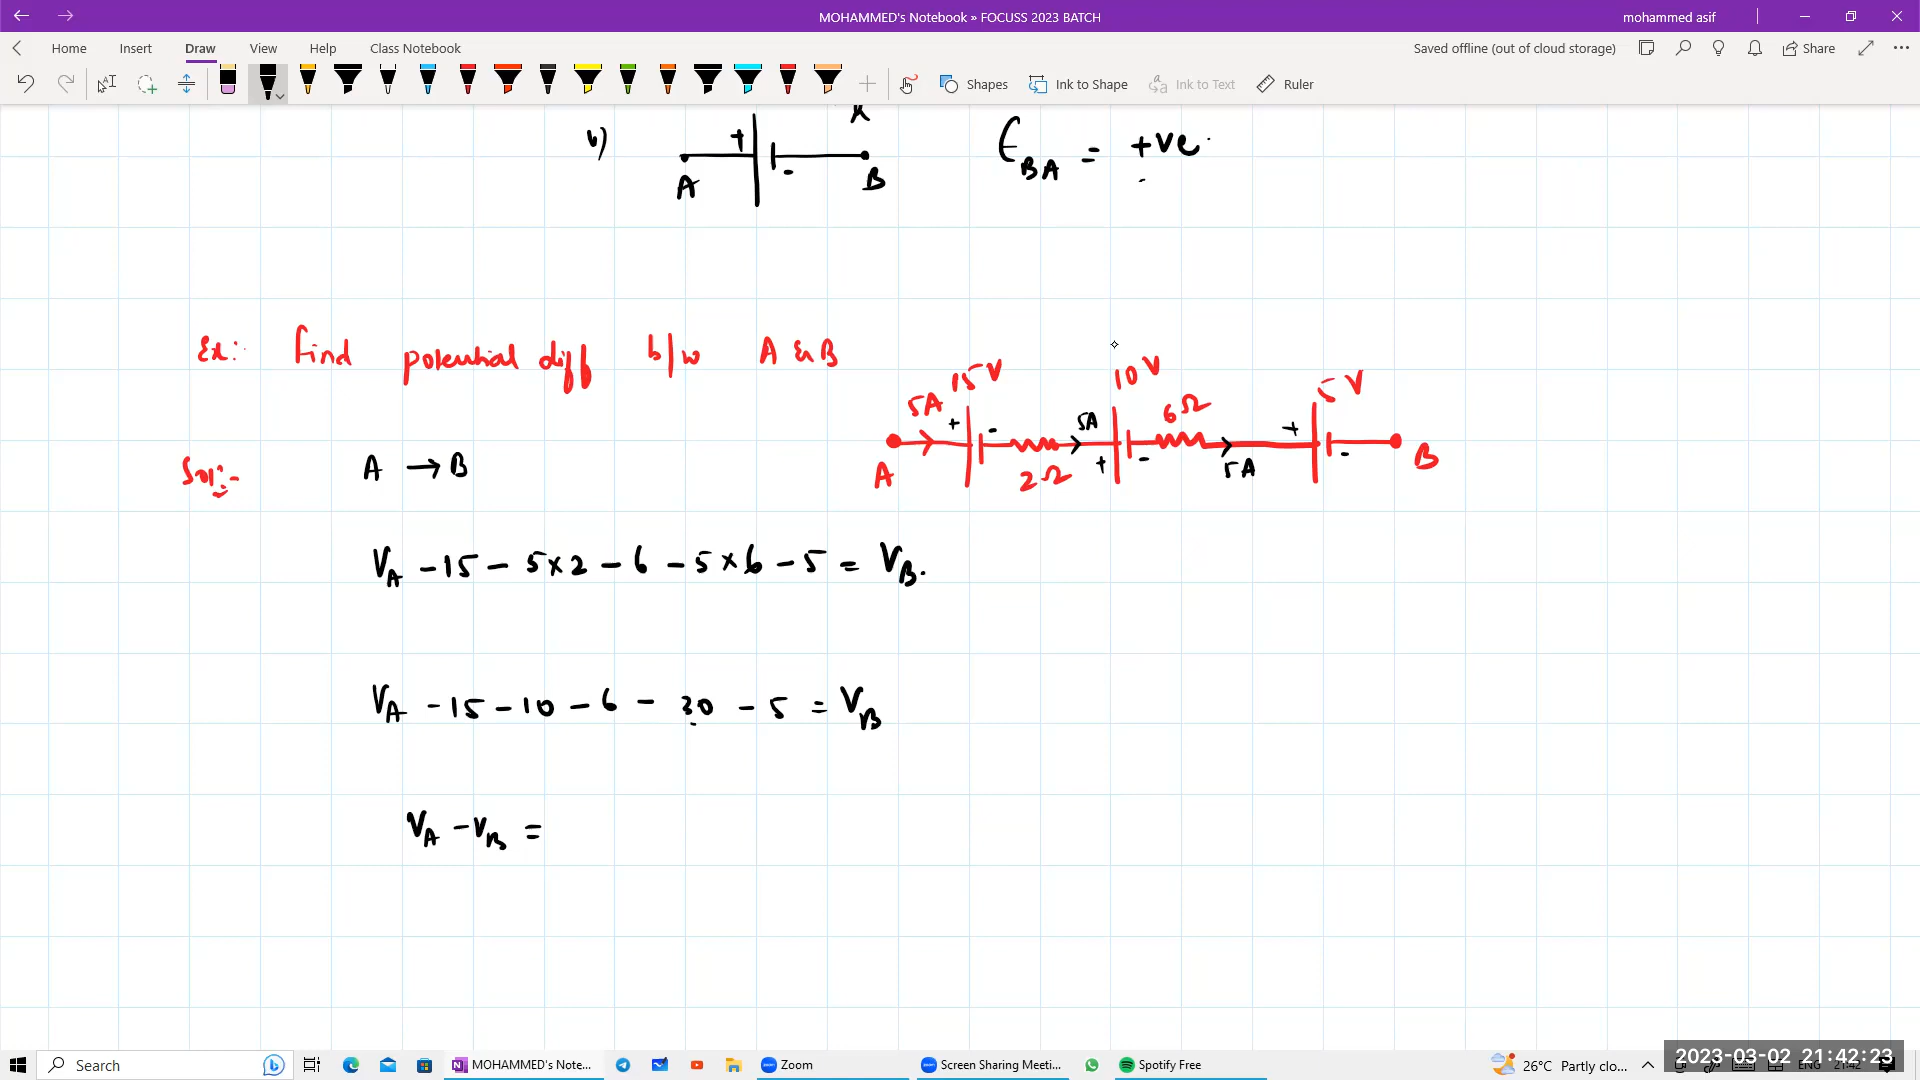 MOHAMMED's Notebook » FOCUSS 2023 BATCH
mohammed asif
Home Insert Draw View Help Class Notebook
Saved offline (out of cloud storage)
Share
Shapes Ink to Shape Ink to Text Ruler
b) + - A B E_BA = +ve
Ex:- Find potential diff b/w A & B
5A 15V 10V 6Ω 5V
+ - 5A + -
A 2Ω + - 5A B
Sol:- A → B
V_A - 15 - 5×2 - 6 - 5×6 - 5 = V_B.
V_A - 15 - 10 - 6 - 30 - 5 = V_B
V_A - V_B =
Search
MOHAMMED's Note...
Zoom
Screen Sharing Meeti...
Spotify Free
26°C Partly clo...
ENG
21:42
2023-03-02 21:42:23